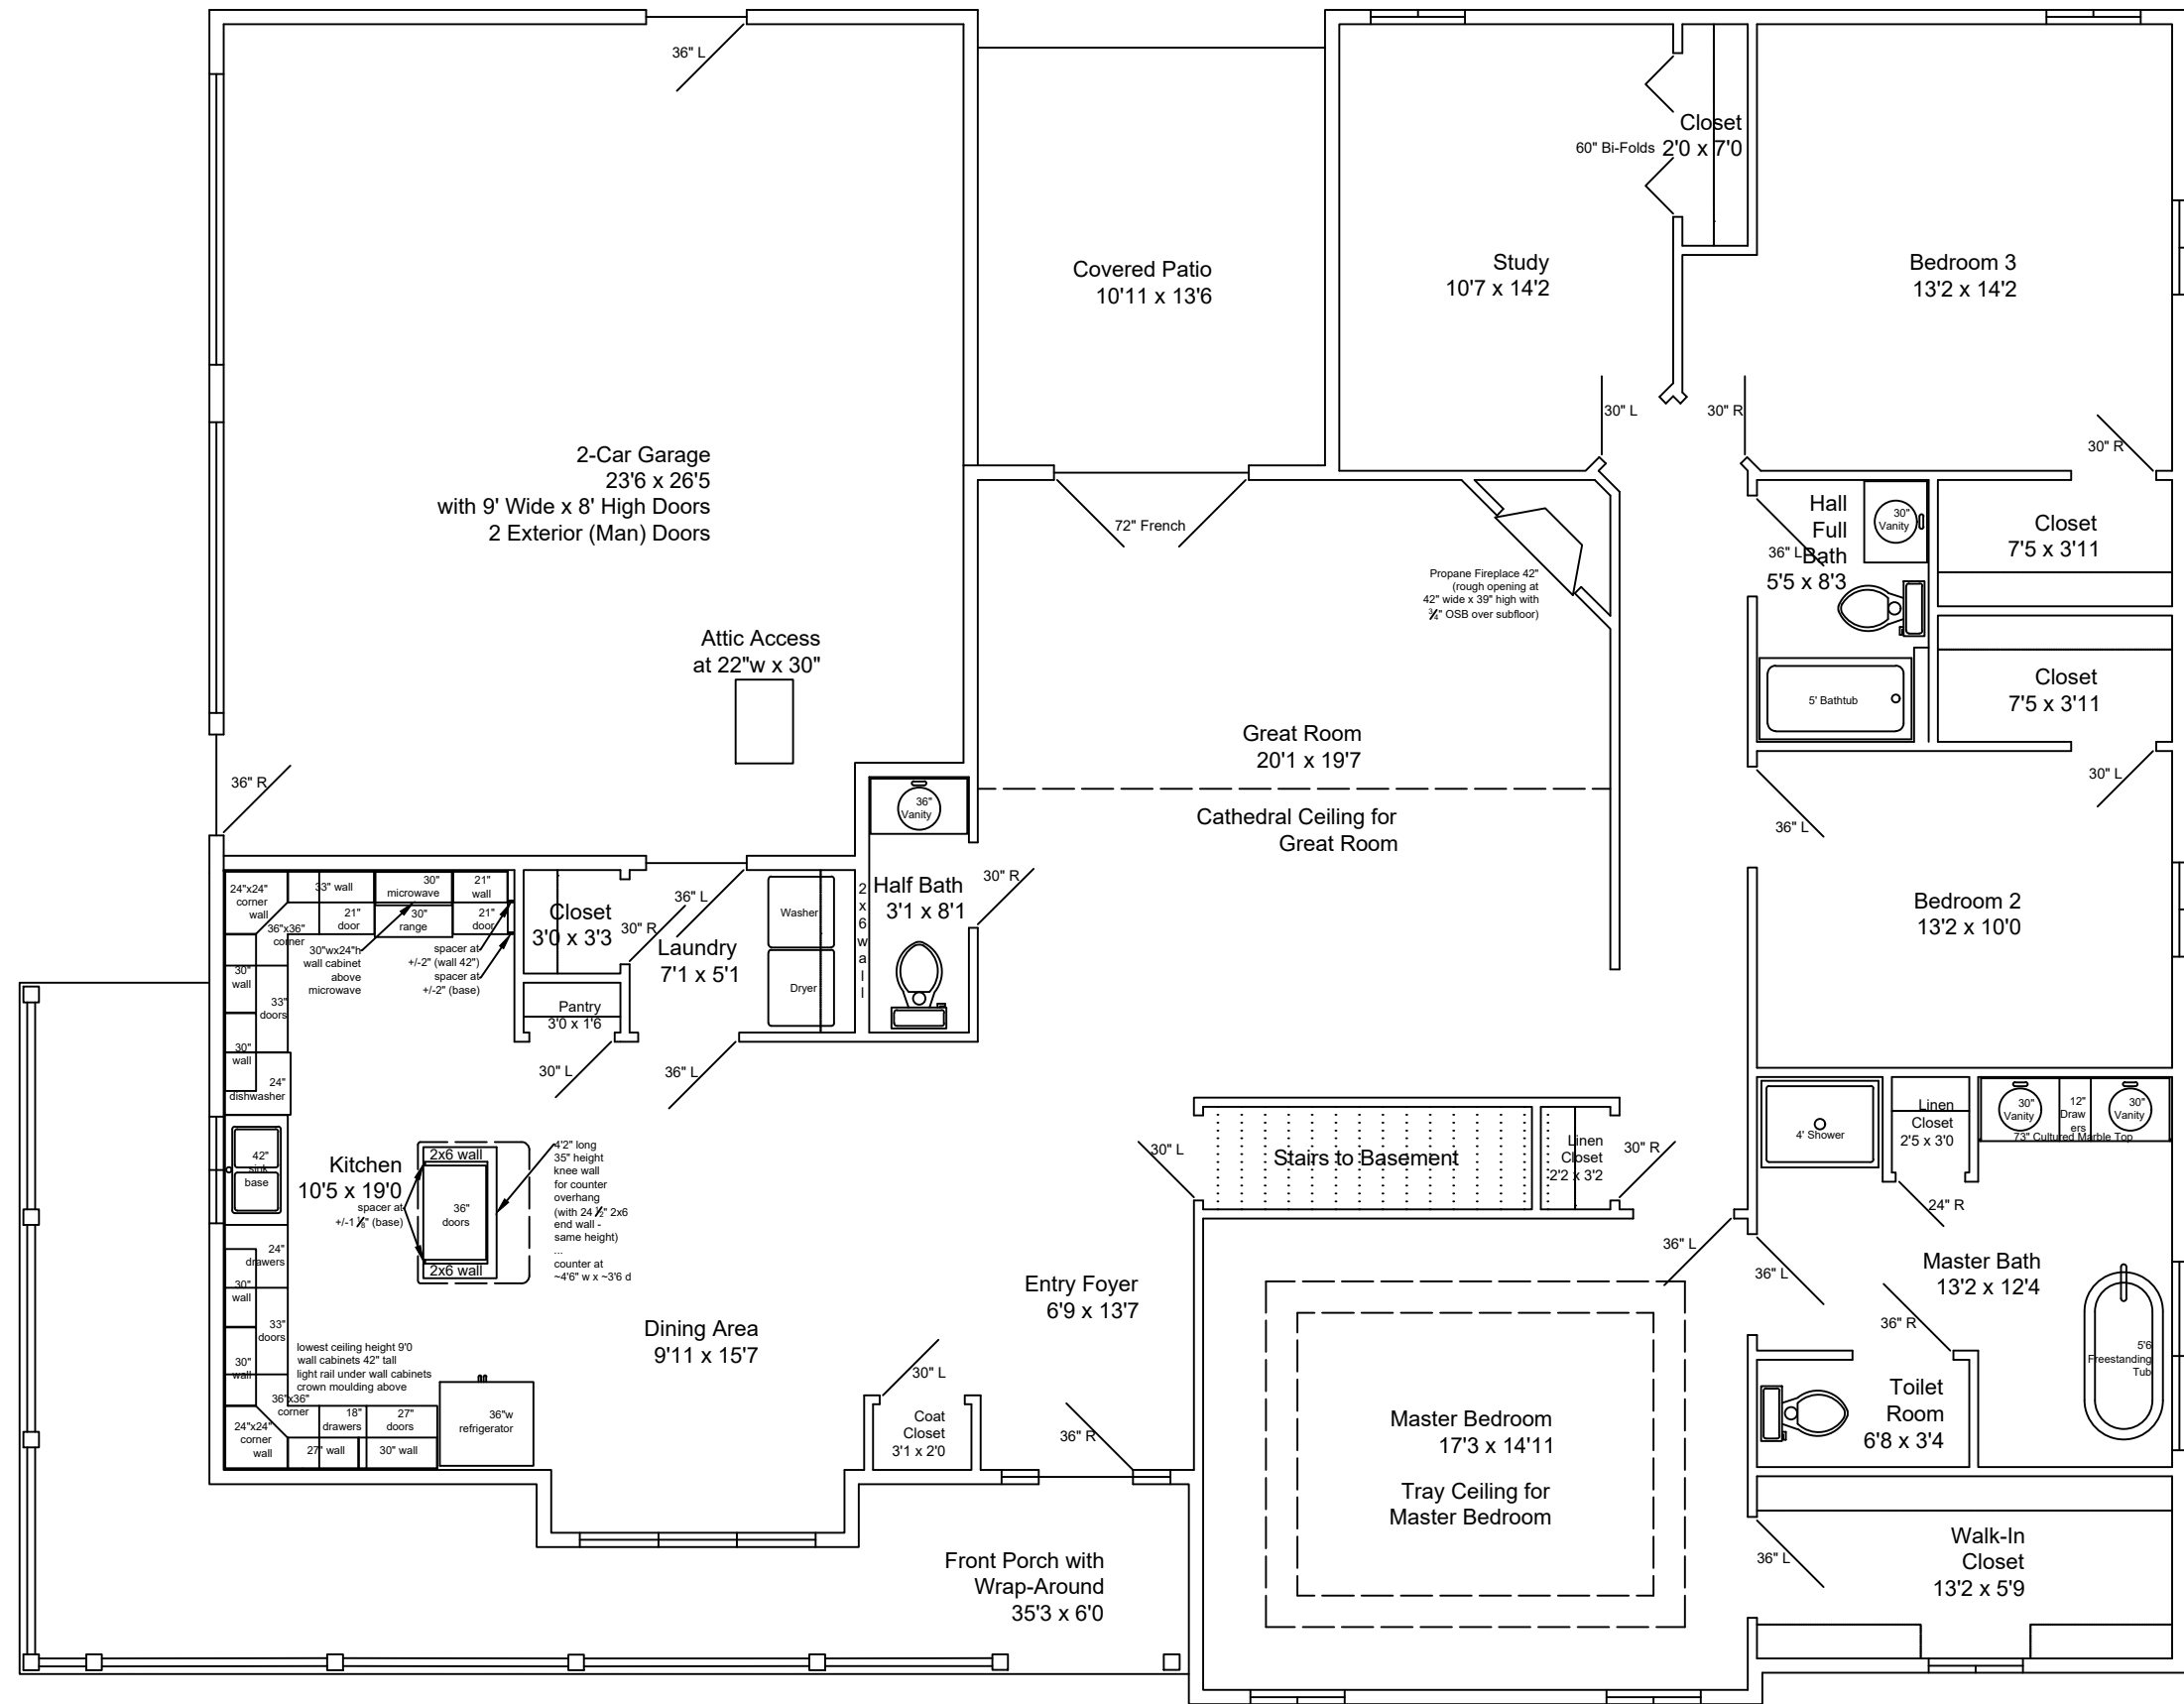 36" L
Closet
60" Bi-Folds
2'0 x 7'0
Covered Patio
10'11 x 13'6
Study
10'7 x 14'2
Bedroom 3
13'2 x 14'2
30" L
30" R
30" R
2-Car Garage
23'6 x 26'5
with 9' Wide x 8' High Doors
2 Exterior (Man) Doors
72" French
Hall
Full
Bath
5'5 x 8'3
36" L
30"
Vanity
Closet
7'5 x 3'11
Propane Fireplace 42"
(rough opening at
42" wide x 39" high with
¾" OSB over subfloor)
Attic Access
at 22"w x 30"
Closet
7'5 x 3'11
5' Bathtub
Great Room
20'1 x 19'7
Cathedral Ceiling for
Great Room
36" R
30" L
36" L
36"
Vanity
Half Bath
3'1 x 8'1
30" R
2x6 wall
24"x24"
corner
wall
33" wall
30"
microwave
21"
wall
21"
door
30"
range
21"
door
36"x36"
corner
30"wx24"h
wall cabinet
above
microwave
spacer at
+/-2" (wall 42")
spacer at
+/-2" (base)
Closet
3'0 x 3'3
30" R
36" L
Laundry
7'1 x 5'1
Washer
Dryer
Pantry
3'0 x 1'6
30" L
36" L
Bedroom 2
13'2 x 10'0
30"
wall
33"
doors
30"
wall
24"
dishwasher
42"
sink
base
Kitchen
10'5 x 19'0
spacer at
+/-1 ⅛" (base)
2x6 wall
36"
doors
2x6 wall
4'2" long
35" height
knee wall
for counter
overhang
(with 24 ½" 2x6
end wall -
same height)
...
counter at
~4'6" w x ~3'6 d
30" L
Stairs to Basement
Linen
Closet
2'2 x 3'2
30" R
4' Shower
Linen
Closet
2'5 x 3'0
30"
Vanity
12"
Draw
ers
30"
Vanity
73" Cultured Marble Top
24" R
36" L
36" L
Master Bath
13'2 x 12'4
36" R
5'6
Freestanding
Tub
Entry Foyer
6'9 x 13'7
Dining Area
9'11 x 15'7
24"
drawers
30"
wall
33"
doors
30"
wall
lowest ceiling height 9'0
wall cabinets 42" tall
light rail under wall cabinets
crown moulding above
36"x36"
corner
24"x24"
corner
wall
18"
drawers
27"
doors
27" wall
30" wall
36"w
refrigerator
30" L
Coat
Closet
3'1 x 2'0
36" R
Master Bedroom
17'3 x 14'11
Tray Ceiling for
Master Bedroom
Toilet
Room
6'8 x 3'4
Walk-In
Closet
13'2 x 5'9
36" L
Front Porch with
Wrap-Around
35'3 x 6'0